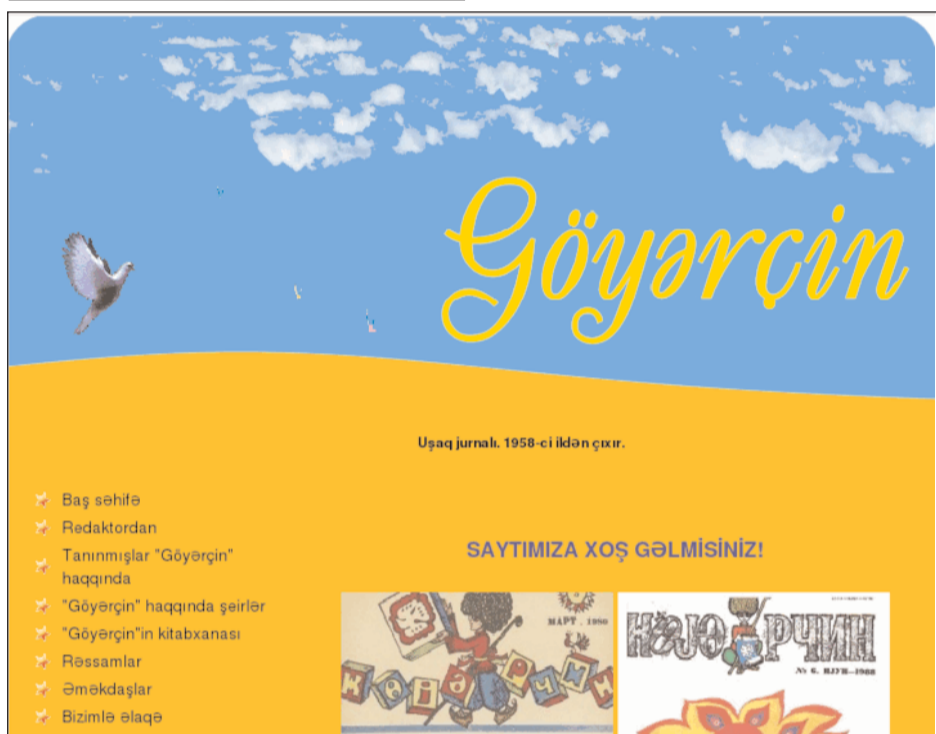 Göyərçin
Uşaq jurnalı. 1958-ci ildən çıxır.
Baş səhifə
Redaktordan
Tanınmışlar "Göyərçin"
haqqında
"Göyərçin" haqqında şeirlər
"Göyərçin"in kitabxanası
Rəssamlar
Əməkdaşlar
Bizimlə əlaqə
SAYTIMIZA XOŞ GƏLMİSİNİZ!
МАРТ . 1980
№ 6. ИЈУН—1988